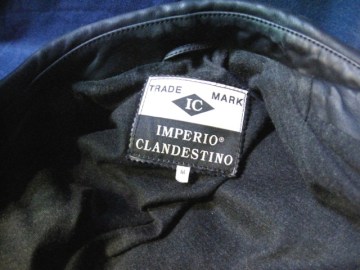 TRADE MARK
IC
IMPERIO®
CLANDESTINO
M